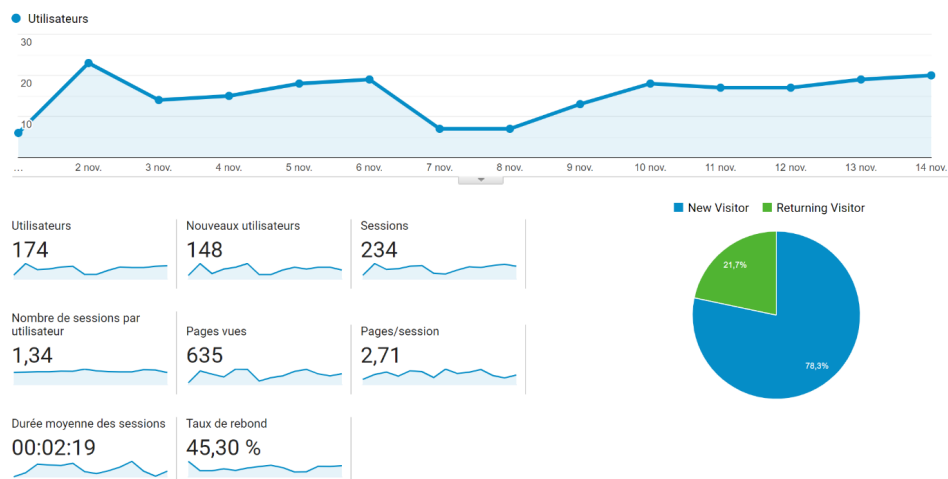 Utilisateurs
30
20
10
... 2 nov. 3 nov. 4 nov. 5 nov. 6 nov. 7 nov. 8 nov. 9 nov. 10 nov. 11 nov. 12 nov. 13 nov. 14 nov.
New Visitor Returning Visitor
Utilisateurs Nouveaux utilisateurs Sessions
174 148 234
21,7%
78,3%
Nombre de sessions par
utilisateur Pages vues Pages/session
1,34 635 2,71
Durée moyenne des sessions Taux de rebond
00:02:19 45,30 %